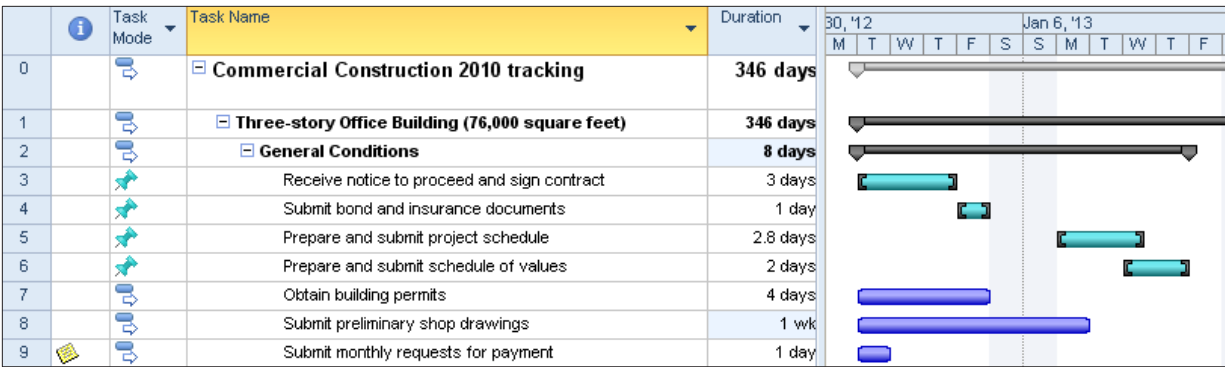 Task Mode Task Name Duration 30, '12 Jan 6, '13
M T W T F S S M T W T F
0 Commercial Construction 2010 tracking 346 days
1 Three-story Office Building (76,000 square feet) 346 days
2 General Conditions 8 days
3 Receive notice to proceed and sign contract 3 days
4 Submit bond and insurance documents 1 day
5 Prepare and submit project schedule 2.8 days
6 Prepare and submit schedule of values 2 days
7 Obtain building permits 4 days
8 Submit preliminary shop drawings 1 wk
9 Submit monthly requests for payment 1 day